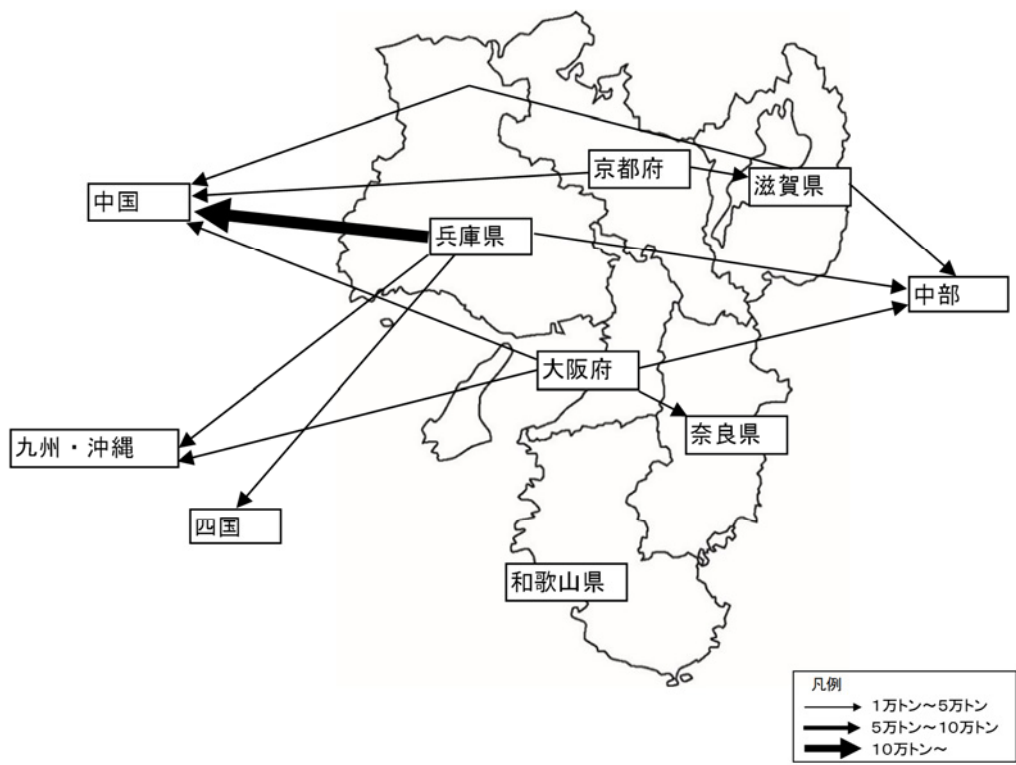 京都府
滋賀県
中国
兵庫県
中部
大阪府
奈良県
九州・沖縄
四国
和歌山県
凡例
1万トン～5万トン
5万トン～10万トン
10万トン～